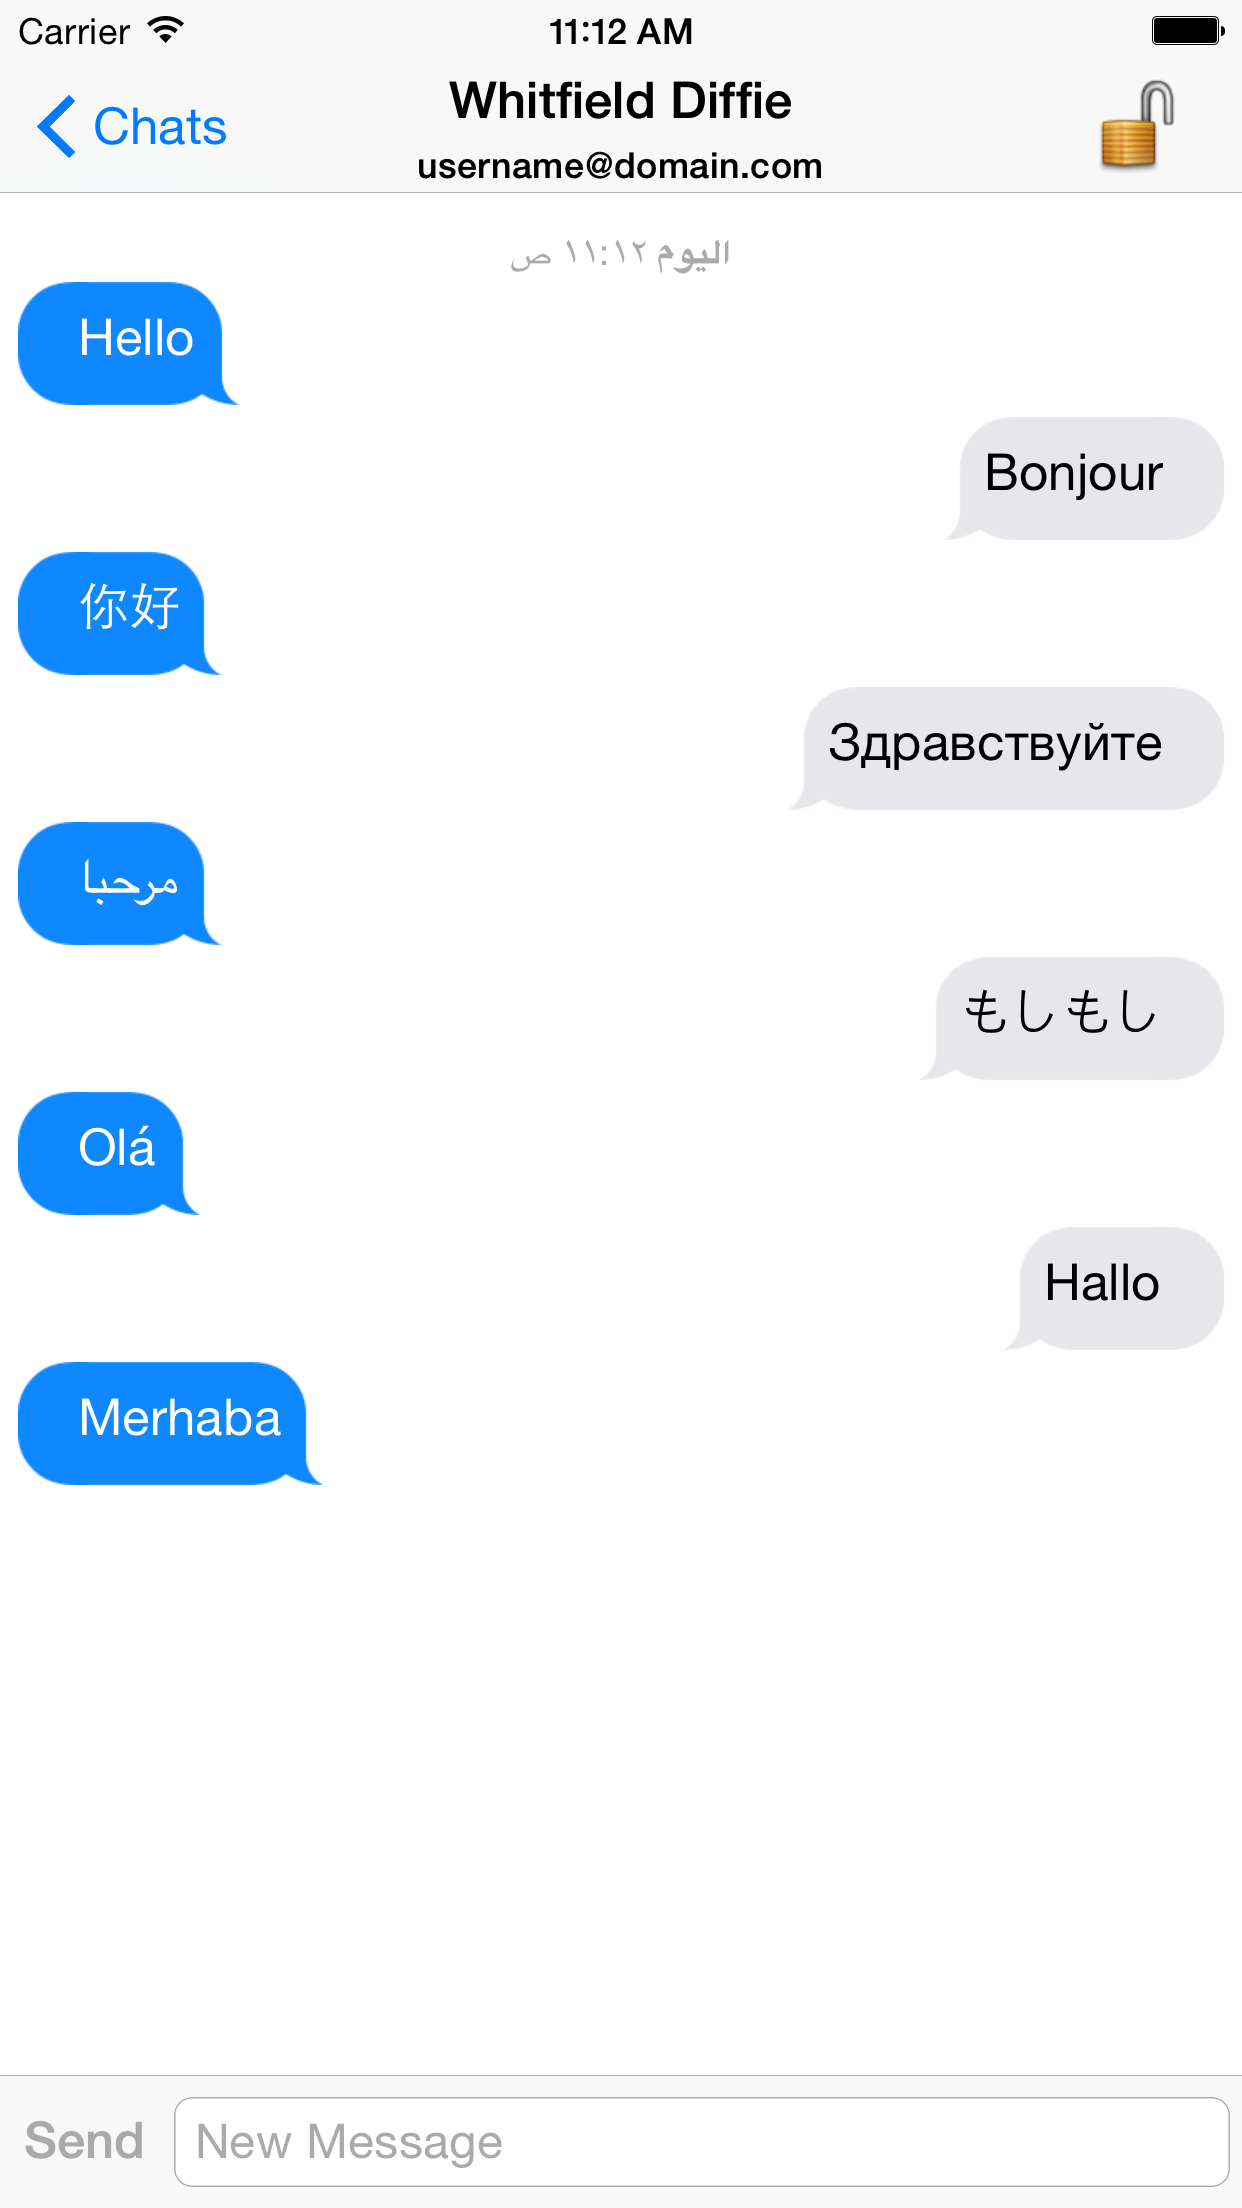 Carrier 11:12 AM
Chats
Whitfield Diffie
username@domain.com
اليوم ١١:١٢ ص
Hello
Bonjour
你好
Здравствуйте
مرحبا
もしもし
Olá
Hallo
Merhaba
Send New Message